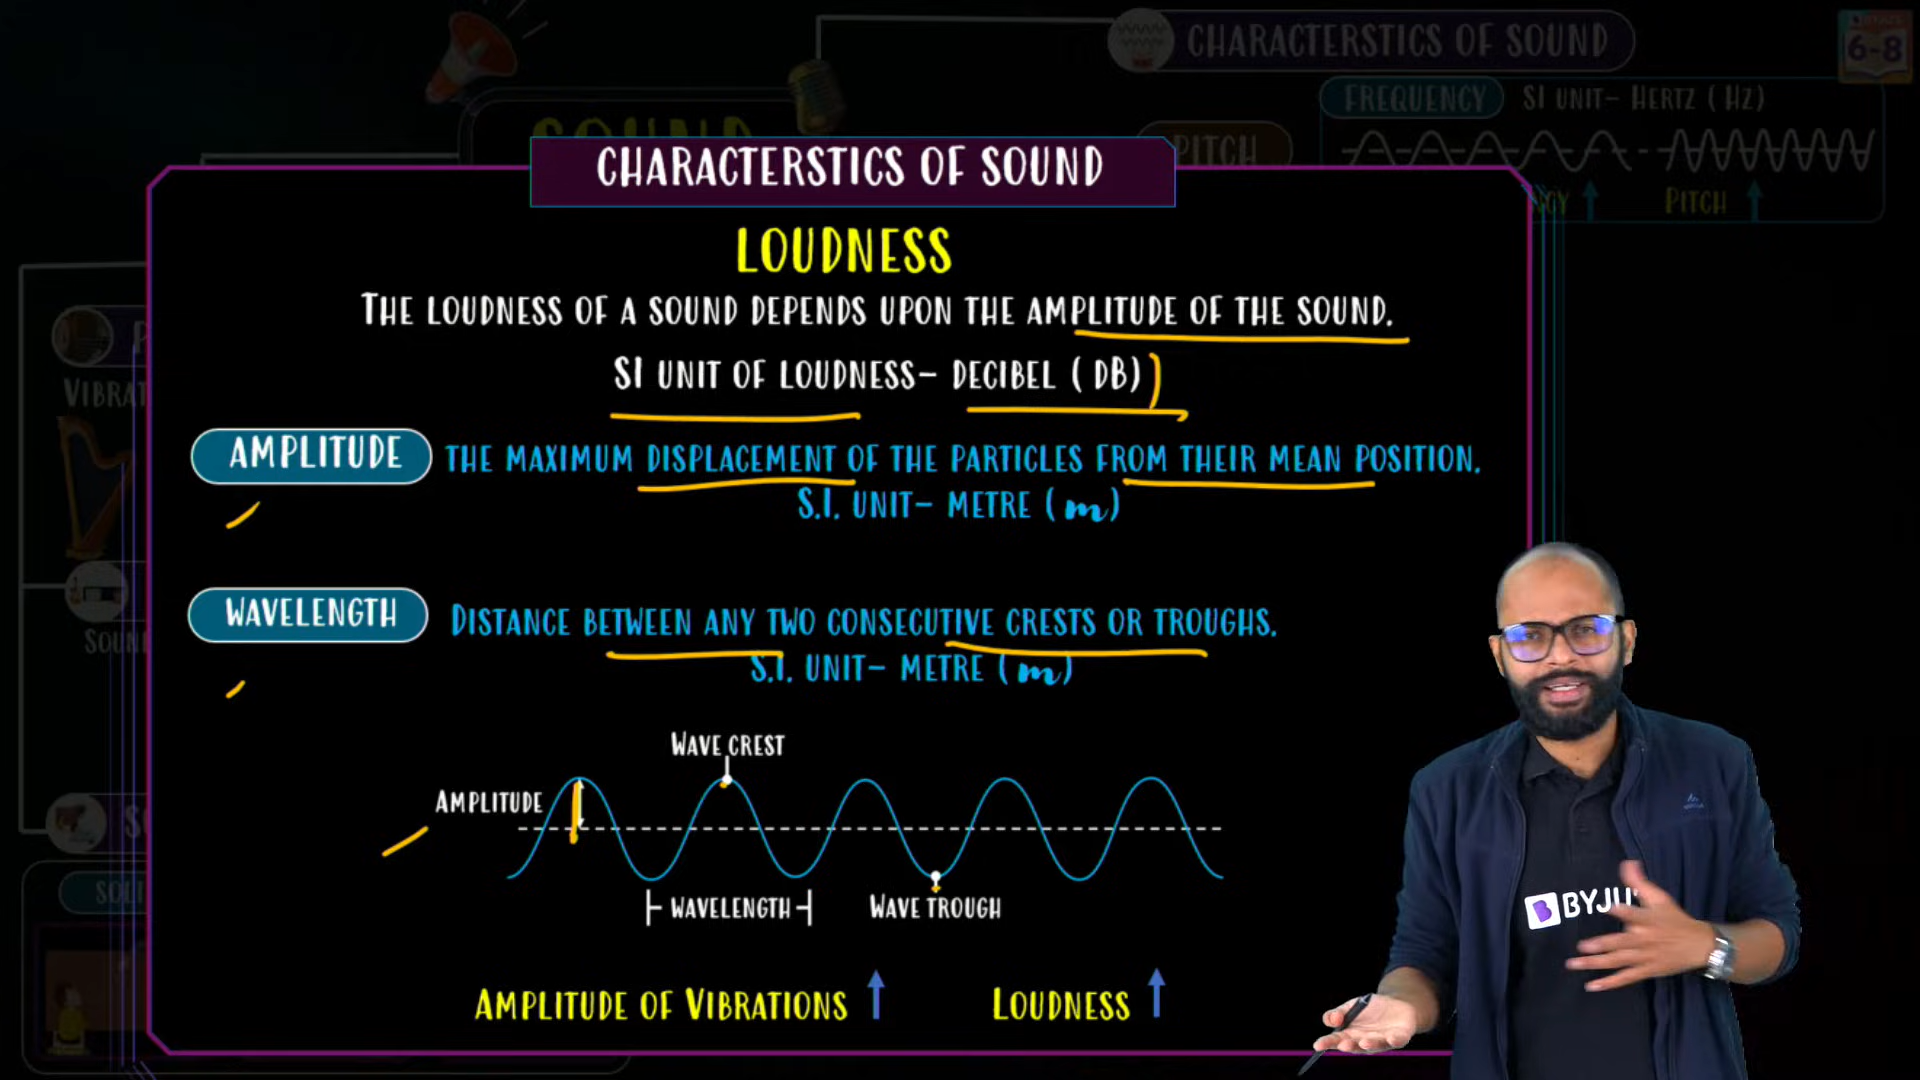 CHARACTERSTICS OF SOUND
6-8
FREQUENCY SI UNIT- HERTZ (HZ)
PITCH
PITCH
SOUND
CHARACTERSTICS OF SOUND
LOUDNESS
THE LOUDNESS OF A SOUND DEPENDS UPON THE AMPLITUDE OF THE SOUND.
SI UNIT OF LOUDNESS- DECIBEL (DB)
AMPLITUDE THE MAXIMUM DISPLACEMENT OF THE PARTICLES FROM THEIR MEAN POSITION.
S.I. UNIT- METRE (m)
WAVELENGTH DISTANCE BETWEEN ANY TWO CONSECUTIVE CRESTS OR TROUGHS.
S.I. UNIT- METRE (m)
WAVE CREST
AMPLITUDE
WAVELENGTH
WAVE TROUGH
AMPLITUDE OF VIBRATIONS ↑ LOUDNESS ↑
BYJU